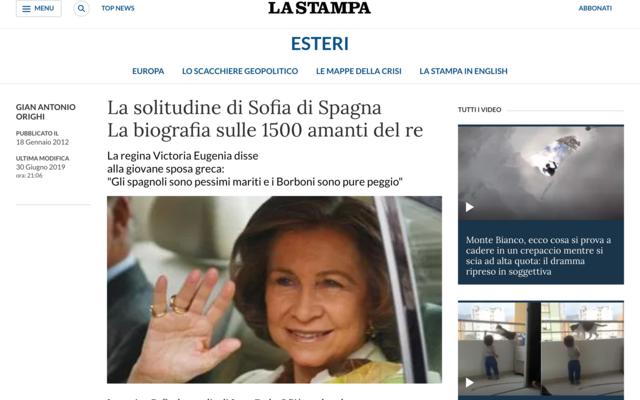 MENU
TOP NEWS
LA STAMPA
ABBONATI
ESTERI
EUROPA LO SCACCHIERE GEOPOLITICO LE MAPPE DELLA CRISI LA STAMPA IN ENGLISH
GIAN ANTONIO
ORIGHI
PUBBLICATO IL
18 Gennaio 2012
ULTIMA MODIFICA
30 Giugno 2019
ora: 21:06
La solitudine di Sofia di Spagna
La biografia sulle 1500 amanti del re
La regina Victoria Eugenia disse
alla giovane sposa greca:
"Gli spagnoli sono pessimi mariti e i Borboni sono pure peggio"
TUTTI I VIDEO
Monte Bianco, ecco cosa si prova a
cadere in un crepaccio mentre si
scia ad alta quota: il dramma
ripreso in soggettiva